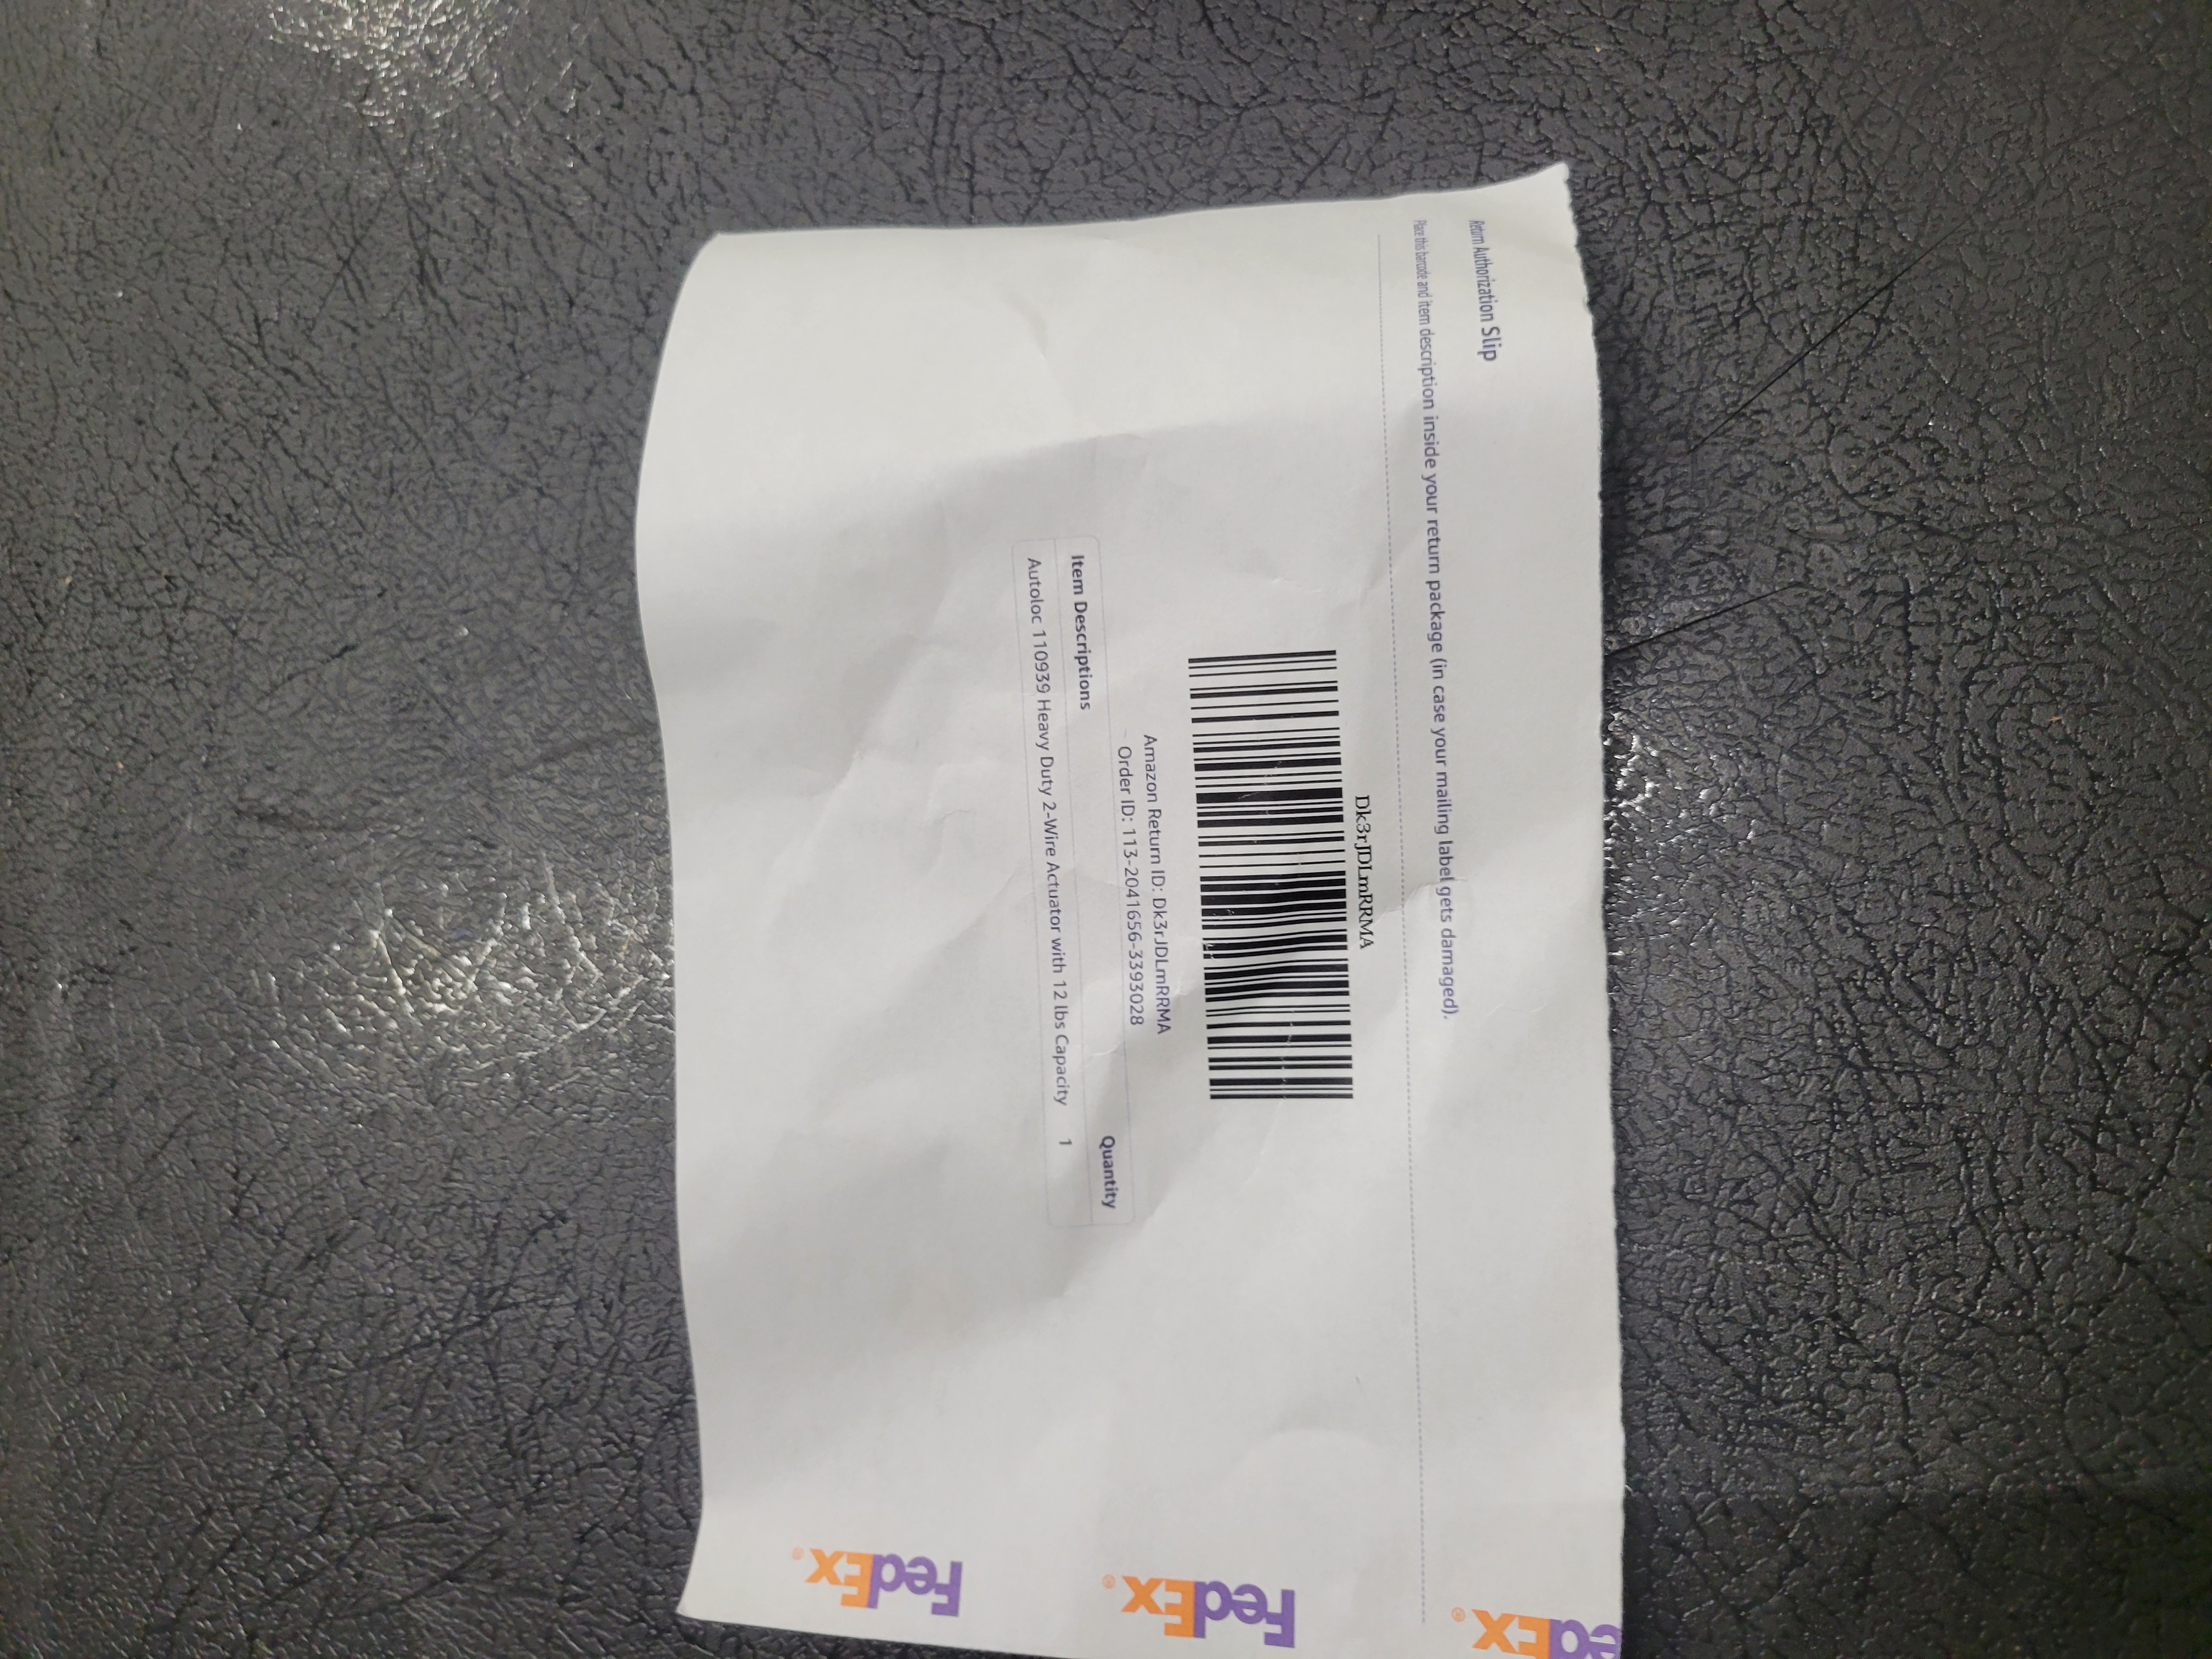 Return Authorization Slip
Place this barcode and item description inside your return package (in case your mailing label gets damaged).
Dk3rJDLmRRMA
Amazon Return ID: Dk3rJDLmRRMA
Order ID: 113-2041656-3393028
Item Descriptions Quantity
Autoloc 110939 Heavy Duty 2-Wire Actuator with 12 lbs Capacity 1
FedEx®
FedEx®
edEx®